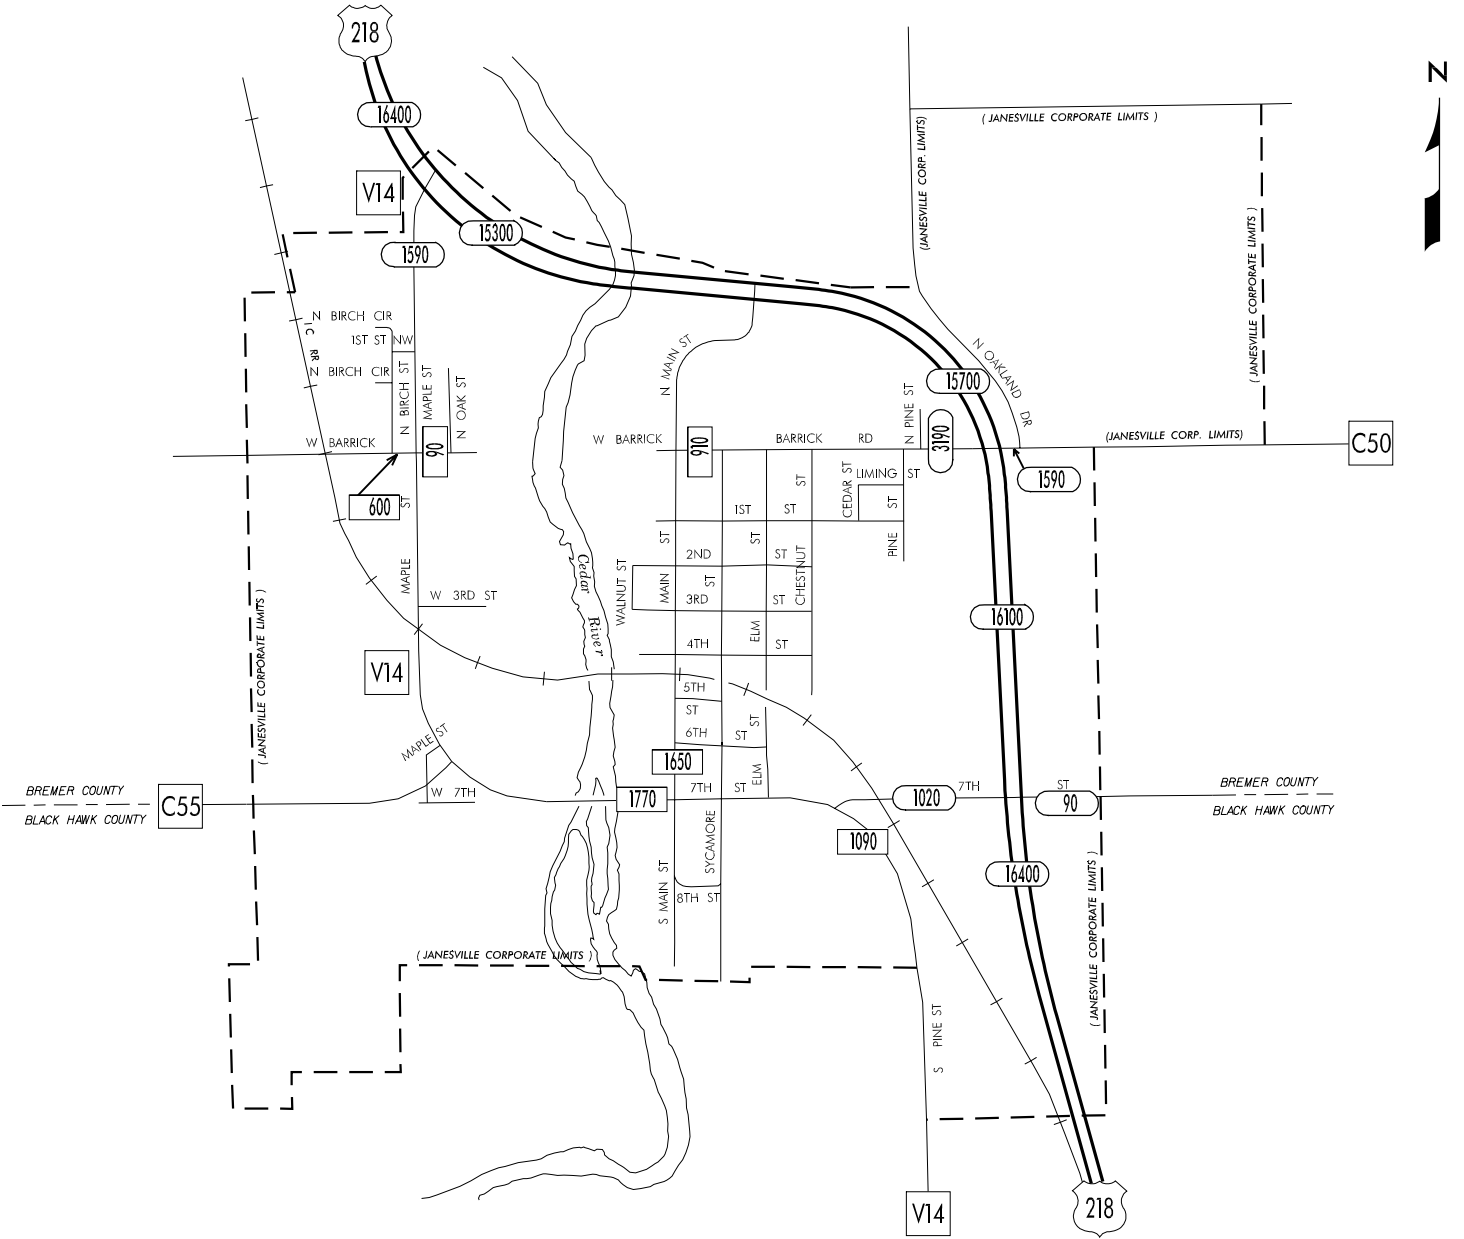 218
N
16400
( JANESVILLE CORPORATE LIMITS )
(JANESVILLE CORP. LIMITS)
V14
15300
1590
( JANESVILLE CORPORATE LIMITS )
N BIRCH CIR
I C RR
1ST ST NW
N BIRCH CIR
N BIRCH ST
MAPLE ST
N OAK ST
N MAIN ST
N OAKLAND DR
15700
N PINE ST
W BARRICK
90
W BARRICK
910
BARRICK RD
3190
(JANESVILLE CORP. LIMITS)
C50
600
ST
1ST ST
ST
CEDAR ST
LIMING ST
PINE ST
1590
MAPLE
Cedar River
WALNUT ST
MAIN ST
2ND ST
ST
3RD ST
ST
CHESTNUT
W 3RD ST
16100
ELM
4TH ST
(JANESVILLE CORPORATE LIMITS )
V14
5TH
ST
6TH ST
ELM ST
MAPLE ST
1650
BREMER COUNTY
BLACK HAWK COUNTY
C55
W 7TH
1770
7TH ST
1020
7TH ST
90
BREMER COUNTY
BLACK HAWK COUNTY
1090
SYCAMORE
16400
S MAIN ST
8TH ST
( JANESVILLE CORPORATE LIMITS )
( JANESVILLE CORPORATE LIMITS )
S PINE ST
V14
218